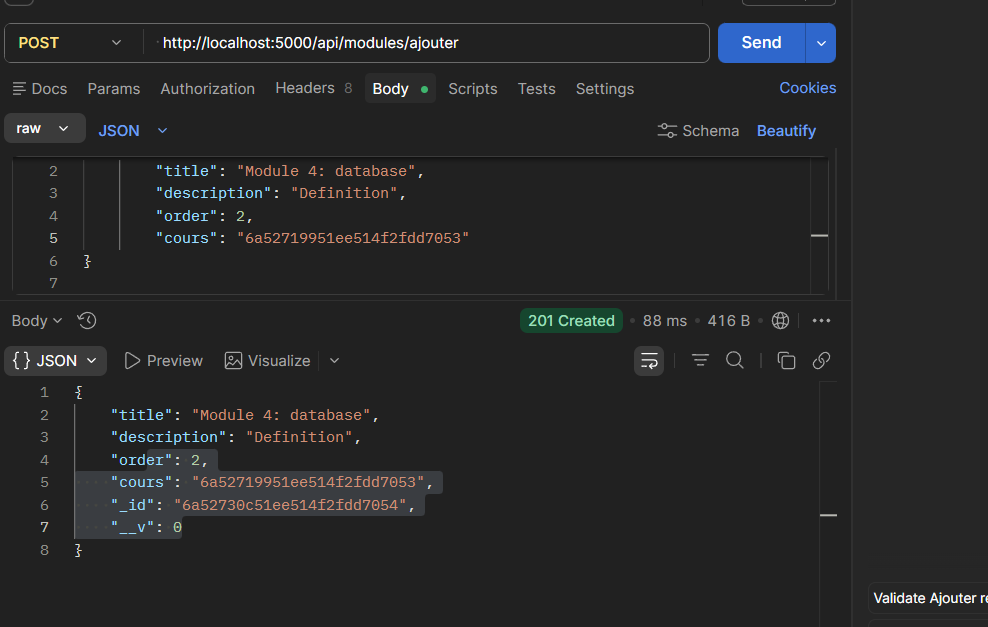 POST http://localhost:5000/api/modules/ajouter Send
Docs Params Authorization Headers 8 Body Scripts Tests Settings Cookies
raw JSON Schema Beautify
2 "title": "Module 4: database",
3 "description": "Definition",
4 "order": 2,
5 "cours": "6a52719951ee514f2fdd7053"
6 }
7
Body 201 Created • 88 ms • 416 B •
{} JSON Preview Visualize
1 {
2 "title": "Module 4: database",
3 "description": "Definition",
4 "order": 2,
5 "cours": "6a52719951ee514f2fdd7053",
6 "_id": "6a52730c51ee514f2fdd7054",
7 "__v": 0
8 }
Validate Ajouter re